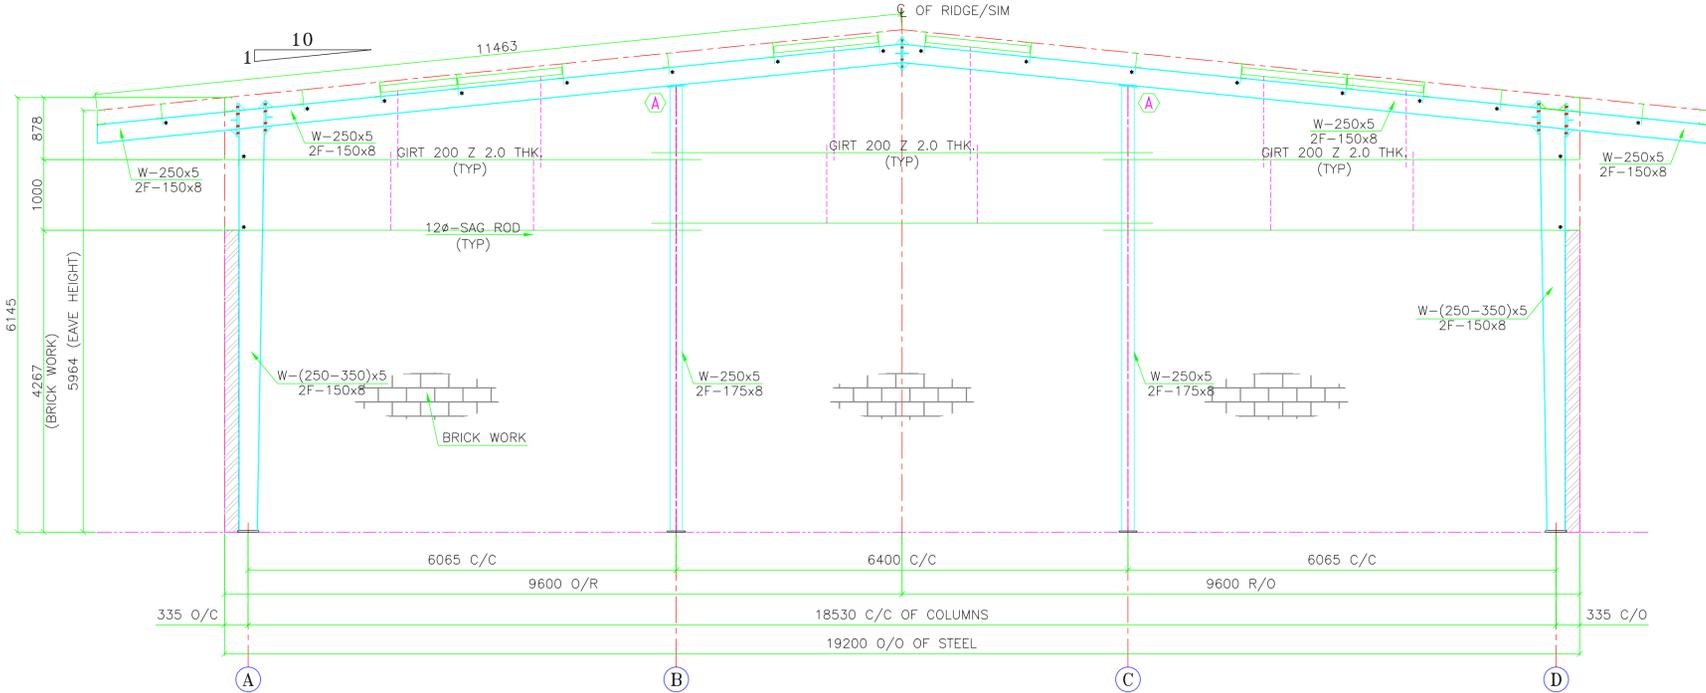 ℄ OF RIDGE/SIM
10
1
11463
A
A
W-250x5
2F-150x8
W-250x5
2F-150x8
W-250x5
2F-150x8
W-250x5
2F-150x8
GIRT 200 Z 2.0 THK.
(TYP)
GIRT 200 Z 2.0 THK.
(TYP)
GIRT 200 Z 2.0 THK.
(TYP)
12ø-SAG ROD
(TYP)
878
1000
6145
4267
(BRICK WORK)
5964 (EAVE HEIGHT)
W-(250-350)x5
2F-150x8
W-(250-350)x5
2F-150x8
W-250x5
2F-175x8
W-250x5
2F-175x8
BRICK WORK
6065 C/C
6400 C/C
6065 C/C
9600 O/R
9600 R/O
335 O/C
18530 C/C OF COLUMNS
335 C/O
19200 O/O OF STEEL
A
B
C
D